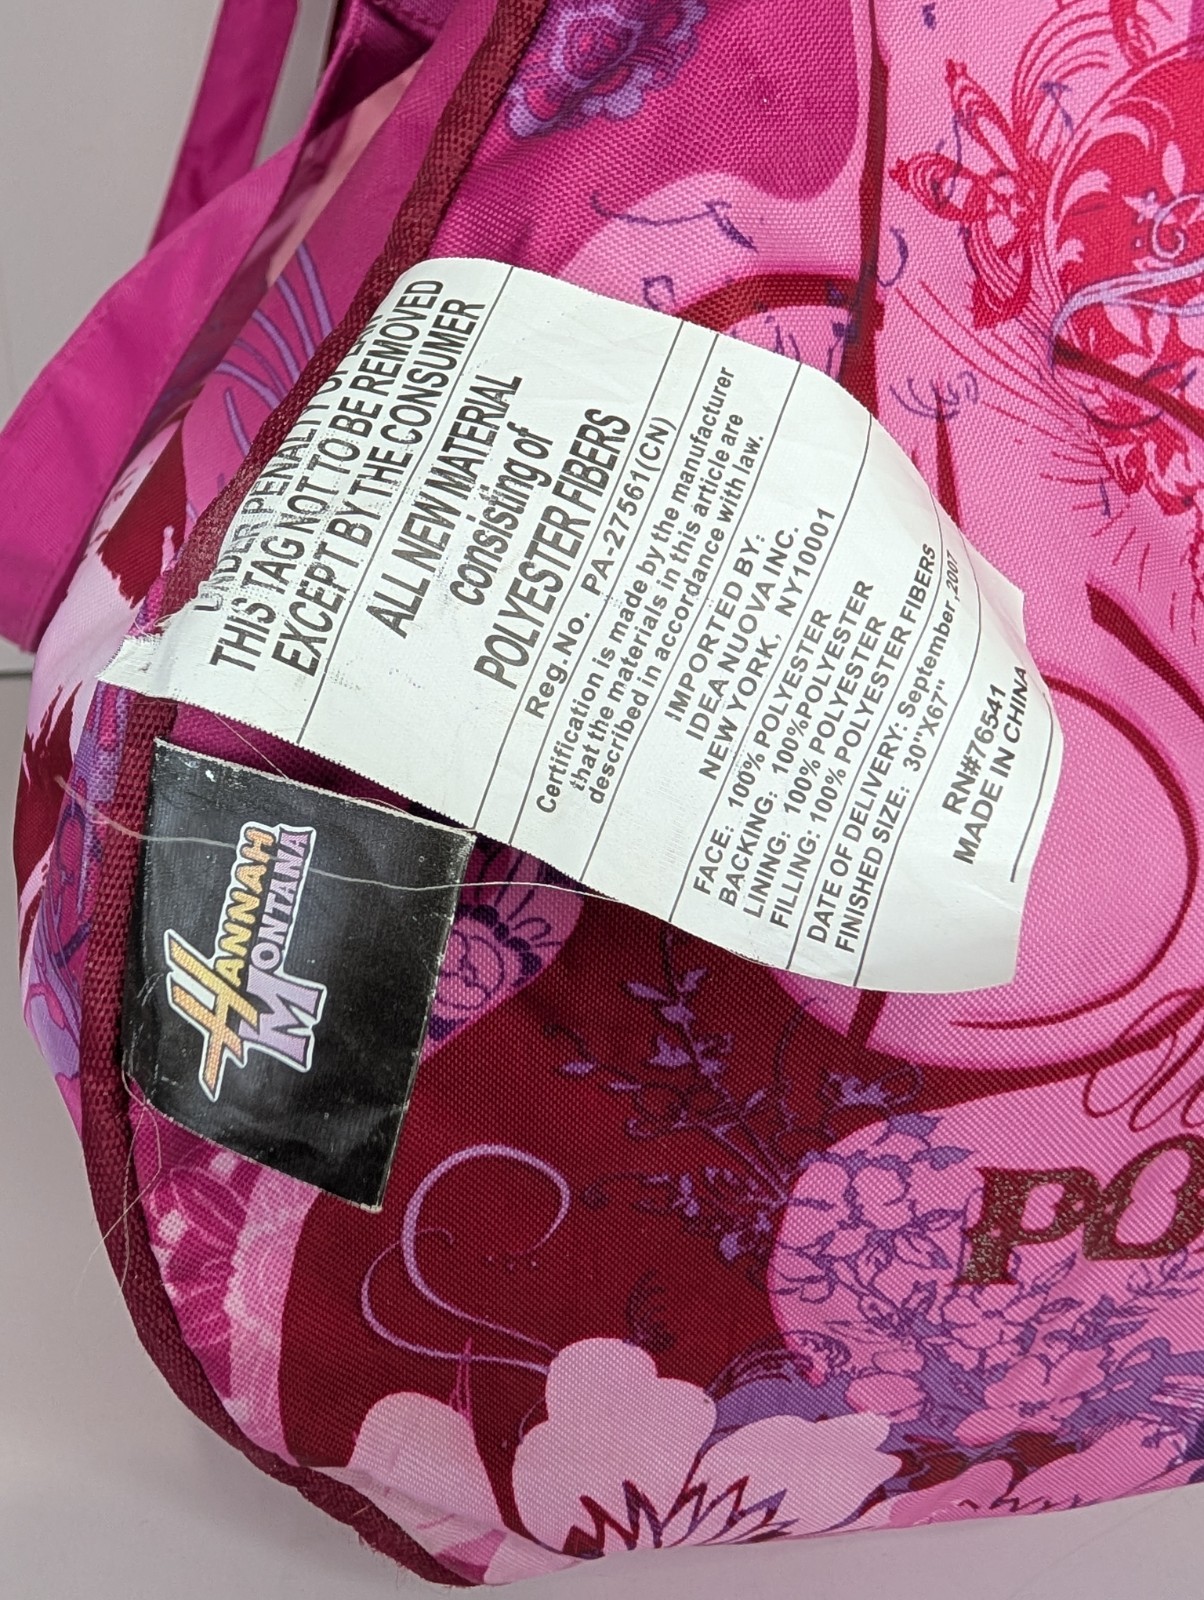 UNDER PENALITY OF LAW
THIS TAG NOT TO BE REMOVED
EXCEPT BY THE CONSUMER
ALL NEW MATERIAL
consisting of
POLYESTER FIBERS
Reg.No. PA-27561(CN)
Certification is made by the manufacturer
that the materials in this article are
described in accordance with law.
IMPORTED BY:
IDEA NUOVA INC.
NEW YORK, NY10001
FACE: 100% POLYESTER
BACKING: 100%POLYESTER
LINING: 100% POLYESTER
FILLING: 100% POLYESTER FIBERS
DATE OF DELIVERY: September ,2007
FINISHED SIZE: 30"X67"
RN#76541
MADE IN CHINA
HANNAH
MONTANA
PO